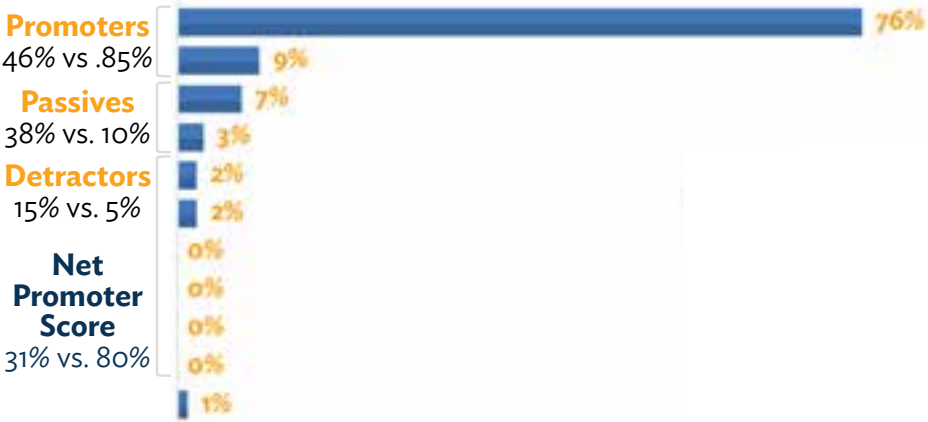 Promoters
46% vs .85%
Passives
38% vs. 10%
Detractors
15% vs. 5%
Net
Promoter
Score
31% vs. 80%
76%
9%
7%
3%
2%
2%
0%
0%
0%
0%
1%